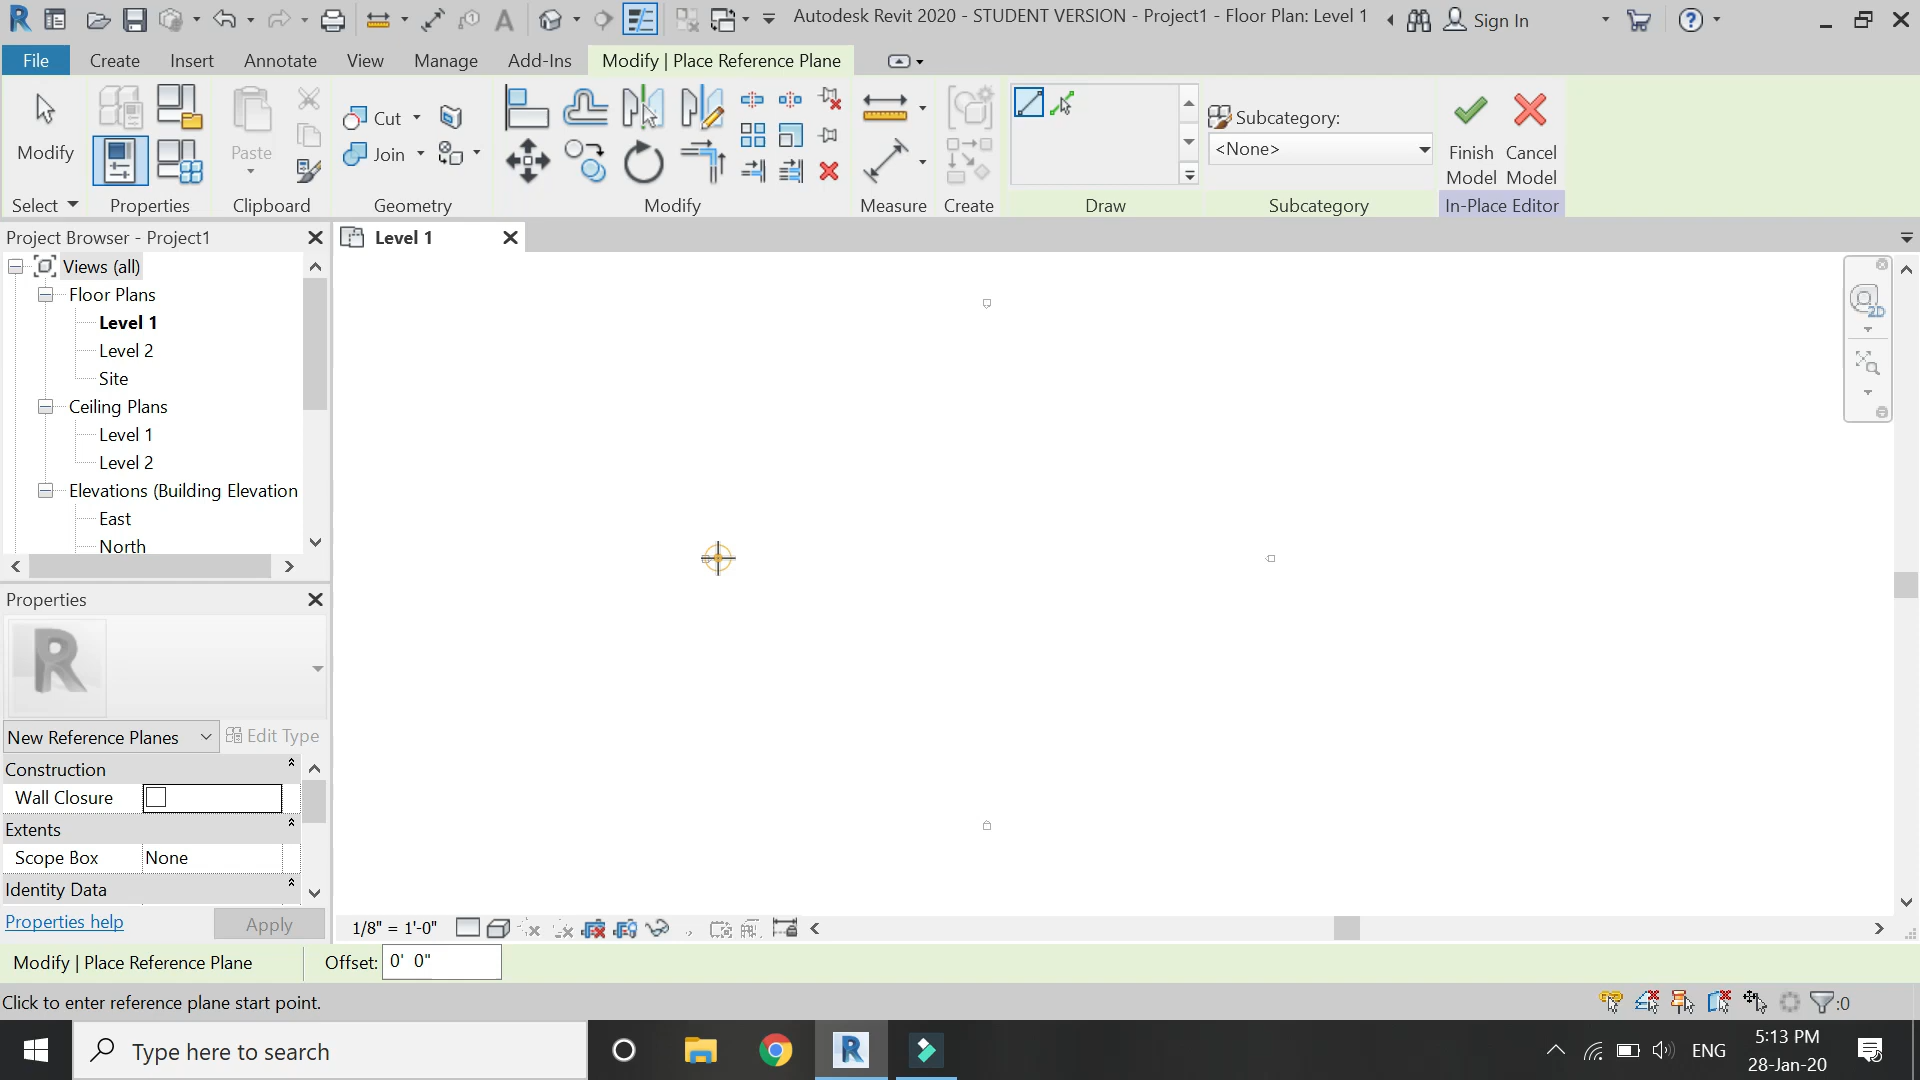 Autodesk Revit 2020 - STUDENT VERSION - Project1 - Floor Plan: Level 1
Sign In
File
Create
Insert
Annotate
View
Manage
Add-Ins
Modify | Place Reference Plane
Modify
Paste
Cut
Join
Subcategory:
<None>
Finish
Model
Cancel
Model
Select
Properties
Clipboard
Geometry
Modify
Measure
Create
Draw
Subcategory
In-Place Editor
Project Browser - Project1
Level 1
Views (all)
Floor Plans
Level 1
Level 2
Site
Ceiling Plans
Level 1
Level 2
Elevations (Building Elevation
East
North
2D
Properties
New Reference Planes
Edit Type
Construction
Wall Closure
Extents
Scope Box
None
Identity Data
Properties help
Apply
1/8" = 1'-0"
Modify | Place Reference Plane
Offset:
0' 0"
Click to enter reference plane start point.
:0
Type here to search
ENG
5:13 PM
28-Jan-20